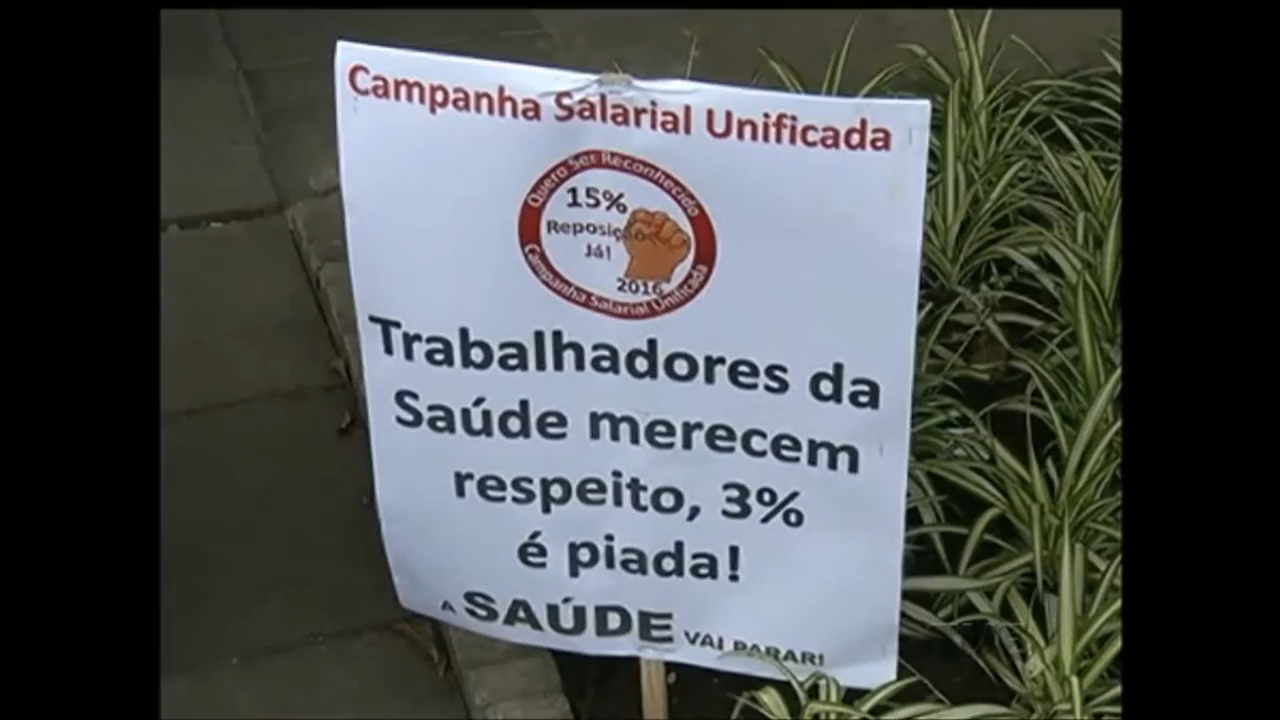 Campanha Salarial Unificada
Quero Ser Reconhecido
15%
Reposição
Já!
2016
Campanha Salarial Unificada
Trabalhadores da
Saúde merecem
respeito, 3%
é piada!
A SAÚDE VAI PARAR!